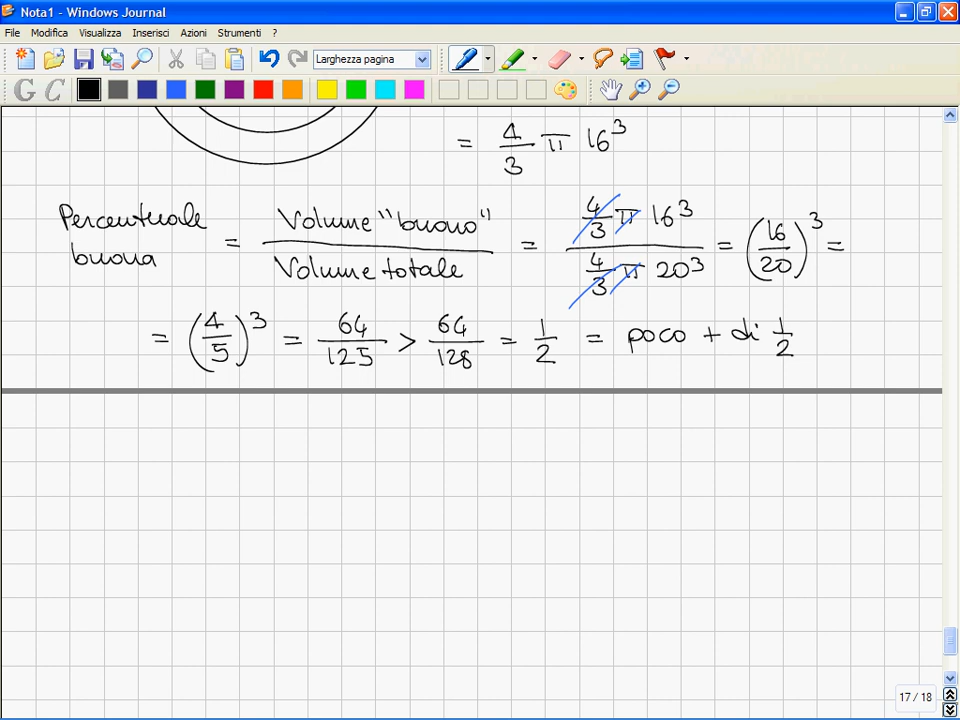 Nota1 - Windows Journal
File Modifica Visualizza Inserisci Azioni Strumenti ?
Larghezza pagina
G C
= 4/3 π 16³
Percentuale buona = Volume "buono" / Volume totale = 4/3 π 16³ / 4/3 π 20³ = (16/20)³ =
= (4/5)³ = 64/125 > 64/128 = 1/2 = poco + di 1/2
17 / 18